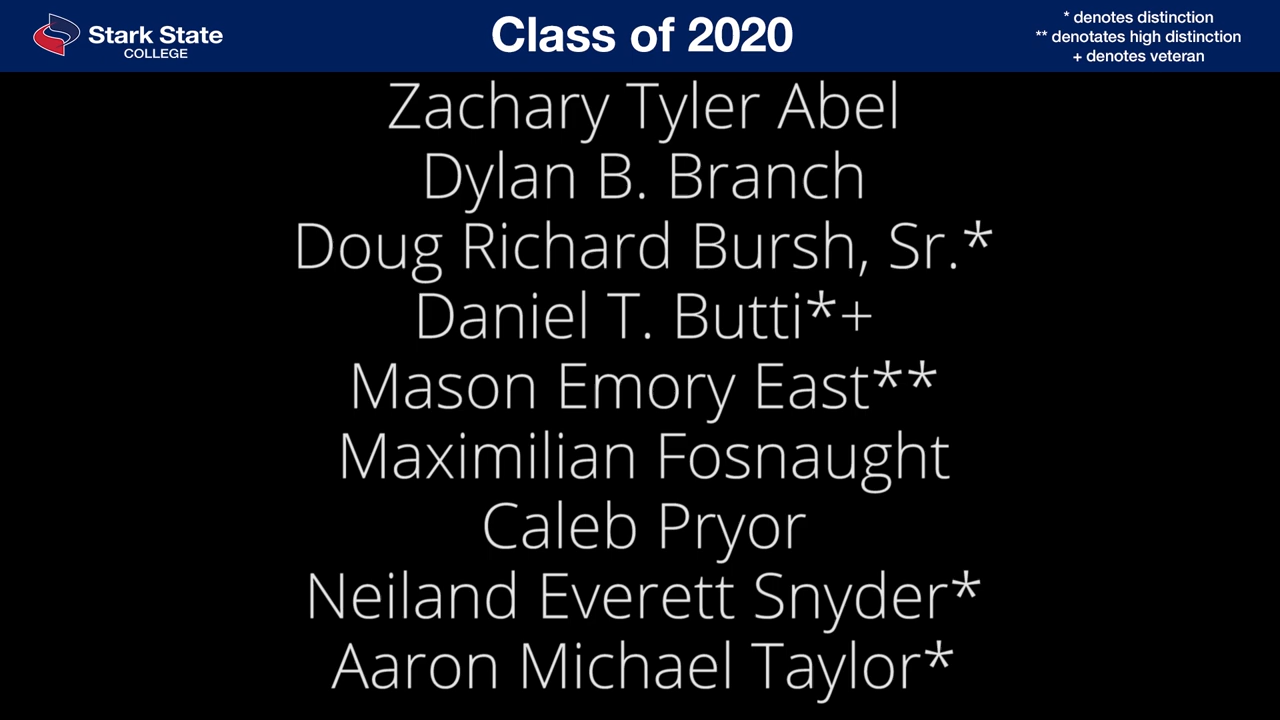 Stark State
COLLEGE
Class of 2020
* denotes distinction
** denotates high distinction
+ denotes veteran
Zachary Tyler Abel
Dylan B. Branch
Doug Richard Bursh, Sr.*
Daniel T. Butti*+
Mason Emory East**
Maximilian Fosnaught
Caleb Pryor
Neiland Everett Snyder*
Aaron Michael Taylor*